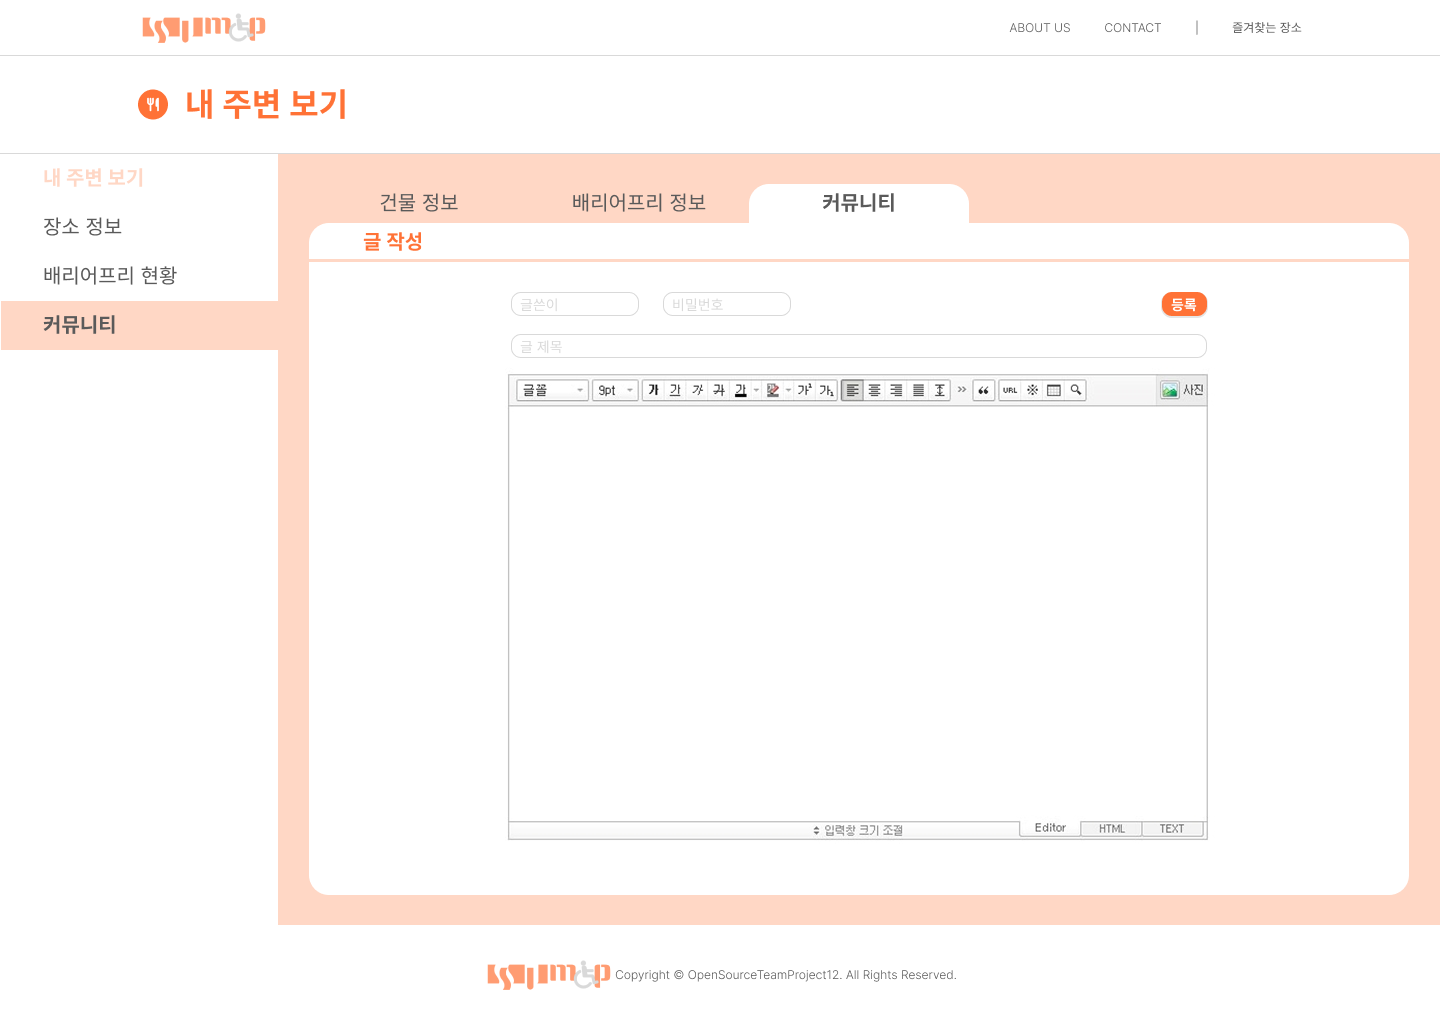 ABOUT US CONTACT | 즐겨찾는 장소
내 주변 보기
내 주변 보기
장소 정보
배리어프리 현황
커뮤니티
건물 정보 배리어프리 정보 커뮤니티
글 작성
글쓴이 비밀번호 등록
글 제목
글꼴 9pt 가 가 가 가 가 가¹ 가₁ » “ URL ※ 사진
입력창 크기 조절 Editor HTML TEXT
Copyright © OpenSourceTeamProject12. All Rights Reserved.